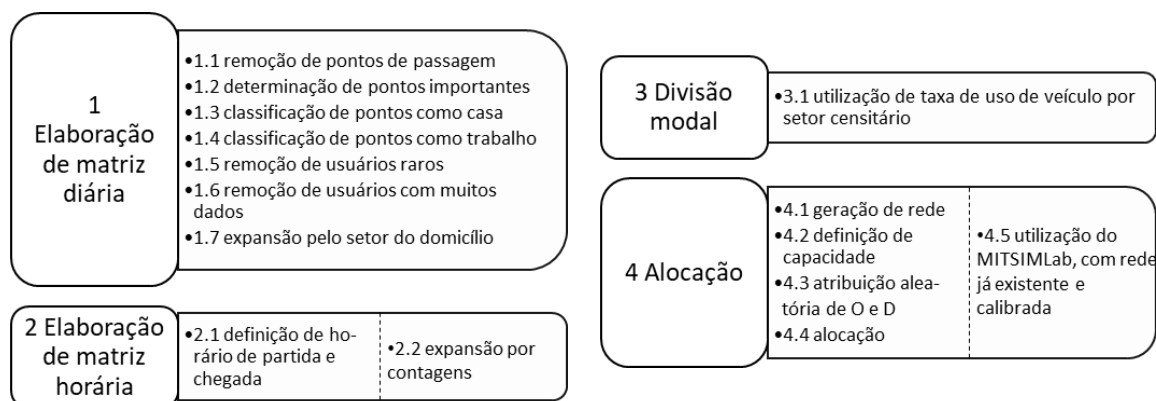 1
Elaboração
de matriz
diária
•1.1 remoção de pontos de passagem
•1.2 determinação de pontos importantes
•1.3 classificação de pontos como casa
•1.4 classificação de pontos como trabalho
•1.5 remoção de usuários raros
•1.6 remoção de usuários com muitos
dados
•1.7 expansão pelo setor do domicílio
2 Elaboração
de matriz
horária
•2.1 definição de ho-
rário de partida e
chegada
•2.2 expansão por
contagens
3 Divisão
modal
•3.1 utilização de taxa de uso de veículo por
setor censitário
4 Alocação
•4.1 geração de rede
•4.2 definição de
capacidade
•4.3 atribuição alea-
tória de O e D
•4.4 alocação
•4.5 utilização do
MITSIMLab, com rede
já existente e
calibrada